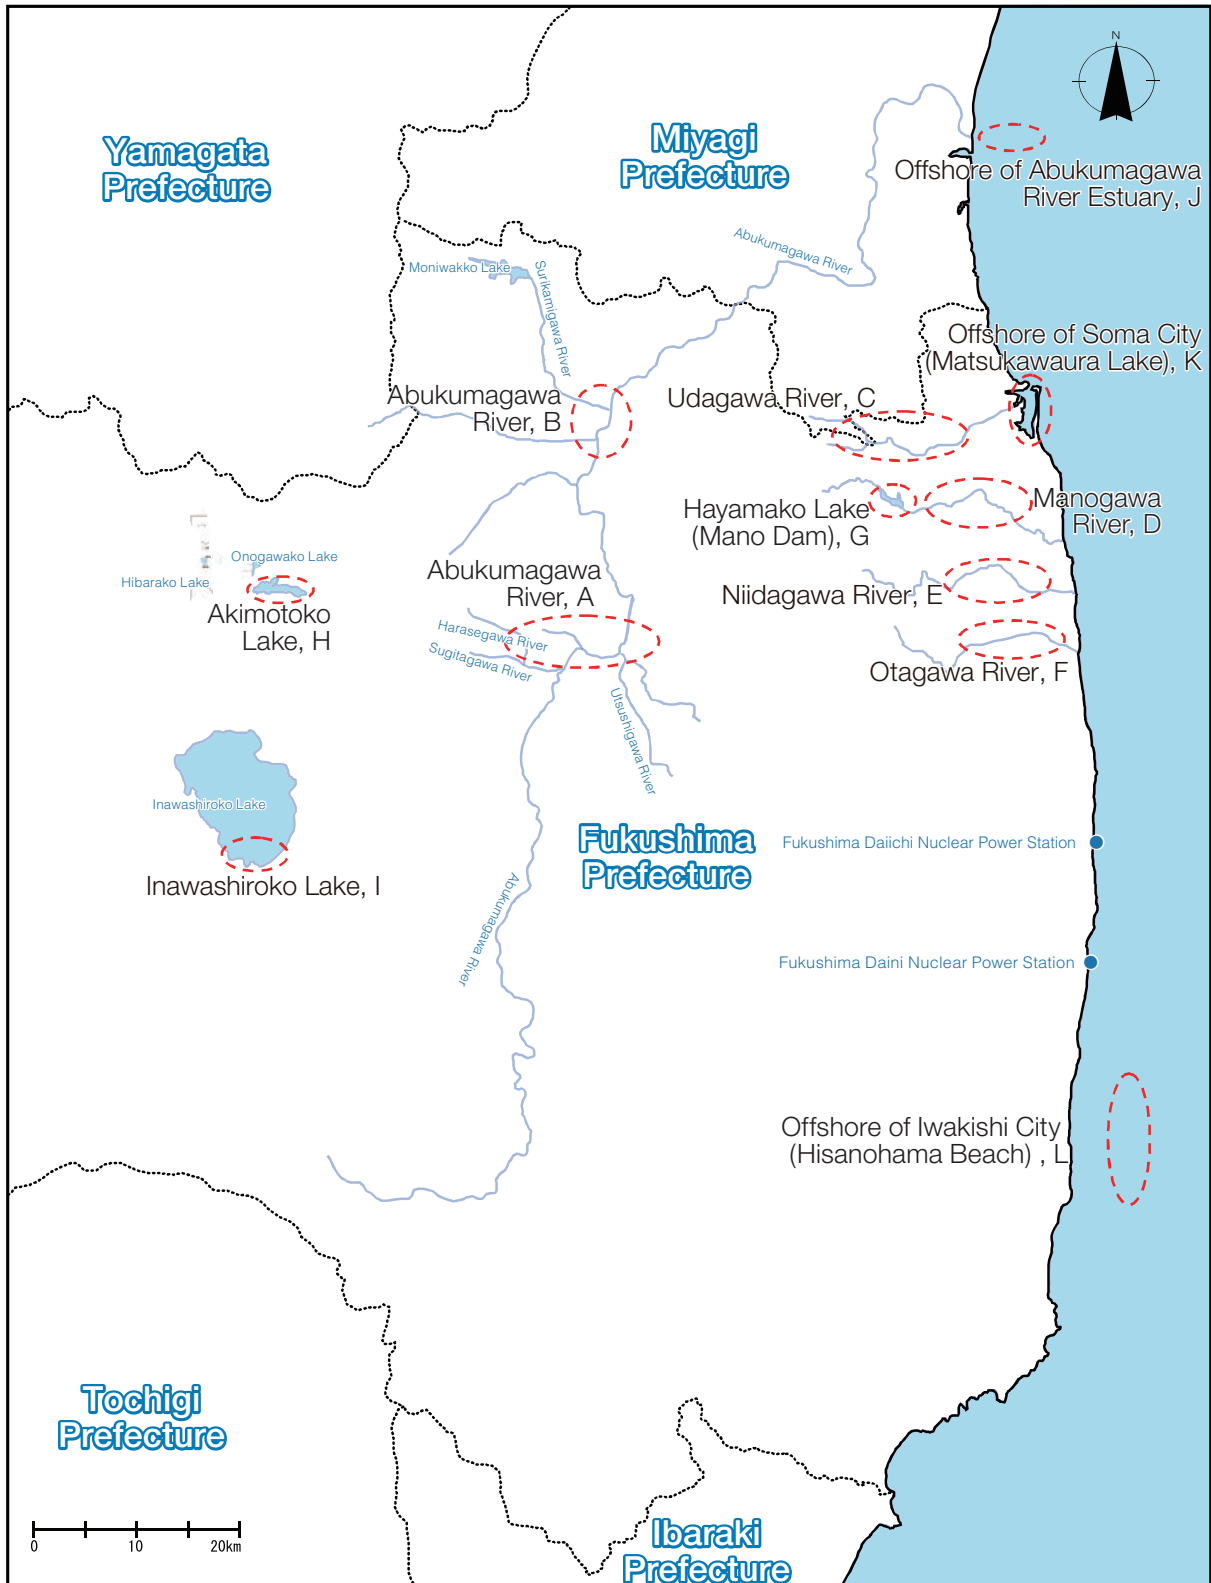 N
Yamagata
Prefecture
Miyagi
Prefecture
Offshore of Abukumagawa
River Estuary, J
Abukumagawa River
Moniwakko Lake
Surikamigawa River
Offshore of Soma City
(Matsukawaura Lake), K
Abukumagawa
River, B
Udagawa River, C
Hayamako Lake
(Mano Dam), G
Manogawa
River, D
Onogawako Lake
Hibarako Lake
Akimotoko
Lake, H
Abukumagawa
River, A
Niidagawa River, E
Harasegawa River
Sugitagawa River
Otagawa River, F
Utsushigawa River
Inawashiroko Lake
Inawashiroko Lake, I
Fukushima
Prefecture
Fukushima Daiichi Nuclear Power Station
Abukumagawa River
Fukushima Daini Nuclear Power Station
Offshore of Iwakishi City
(Hisanohama Beach) , L
Tochigi
Prefecture
Ibaraki
Prefecture
0 10 20km